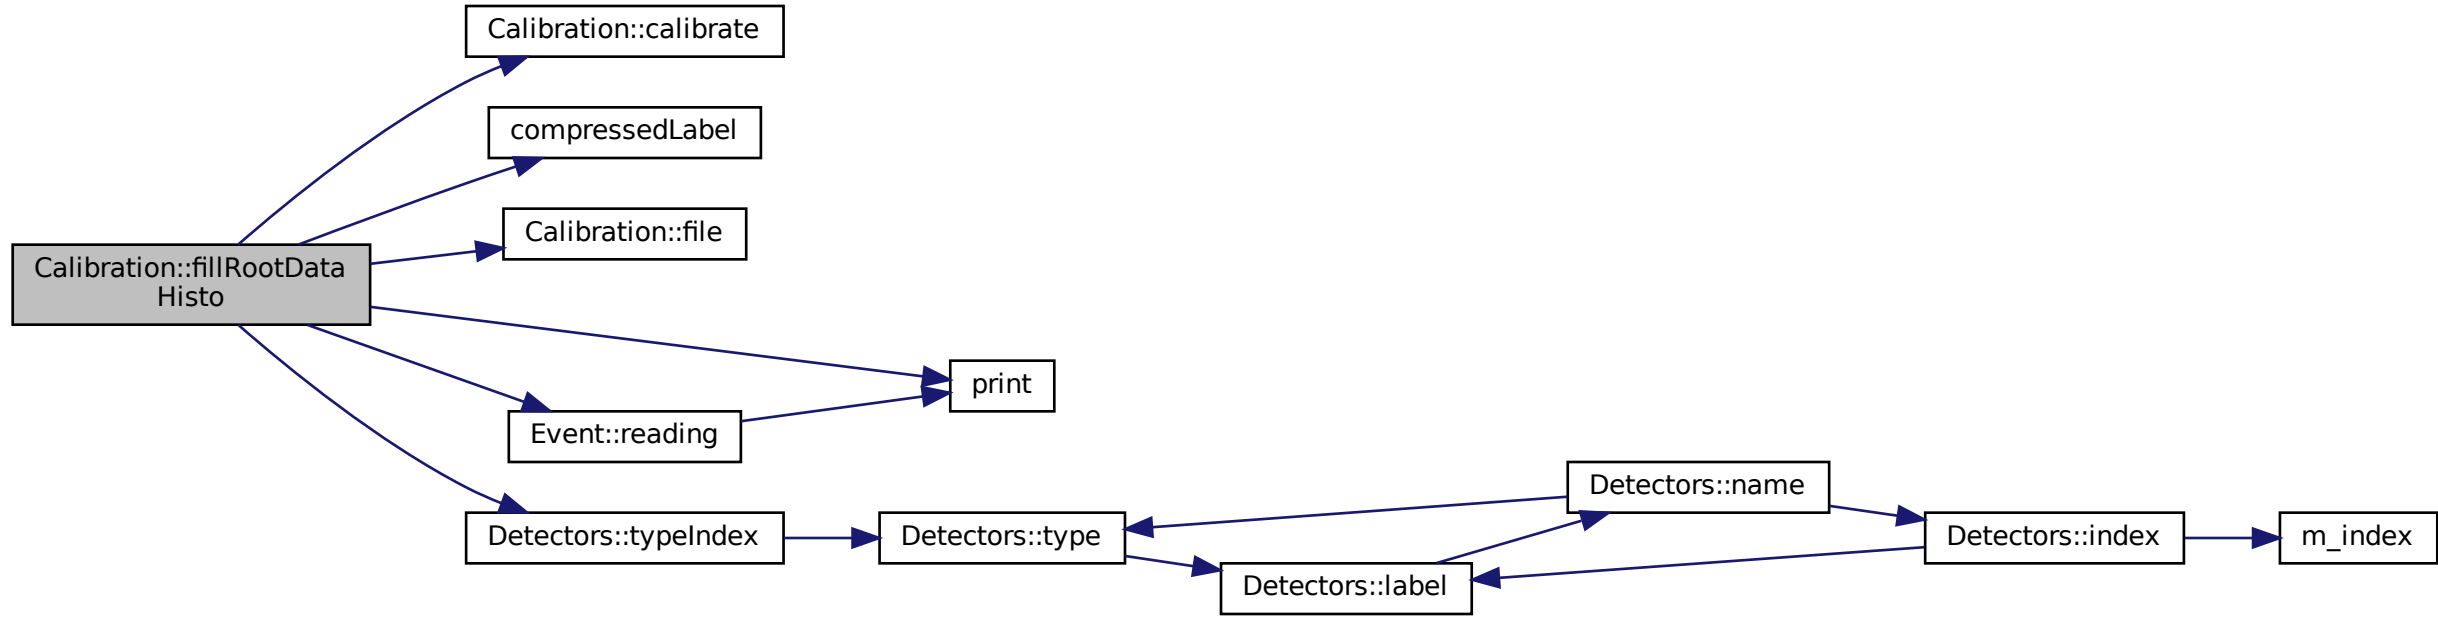 Calibration::calibrate
compressedLabel
Calibration::file
Calibration::fillRootData
Histo
print
Event::reading
Detectors::name
Detectors::typeIndex
Detectors::type
Detectors::index
m_index
Detectors::label